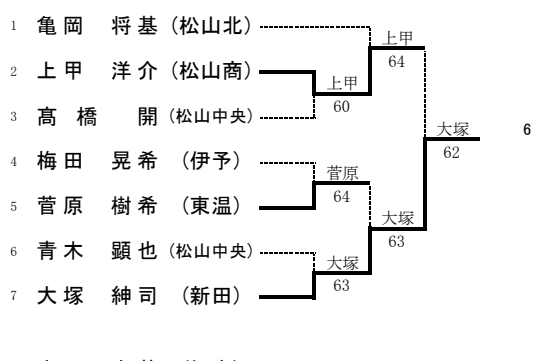 1 亀岡 将基（松山北）
上甲
2 上甲 洋介（松山商）
64
上甲
3 髙橋 開（松山中央）
60
大塚 6
62
4 梅田 晃希（伊予）
菅原
64
5 菅原 樹希（東温）
大塚
63
6 青木 顕也（松山中央）
大塚
63
7 大塚 紳司（新田）